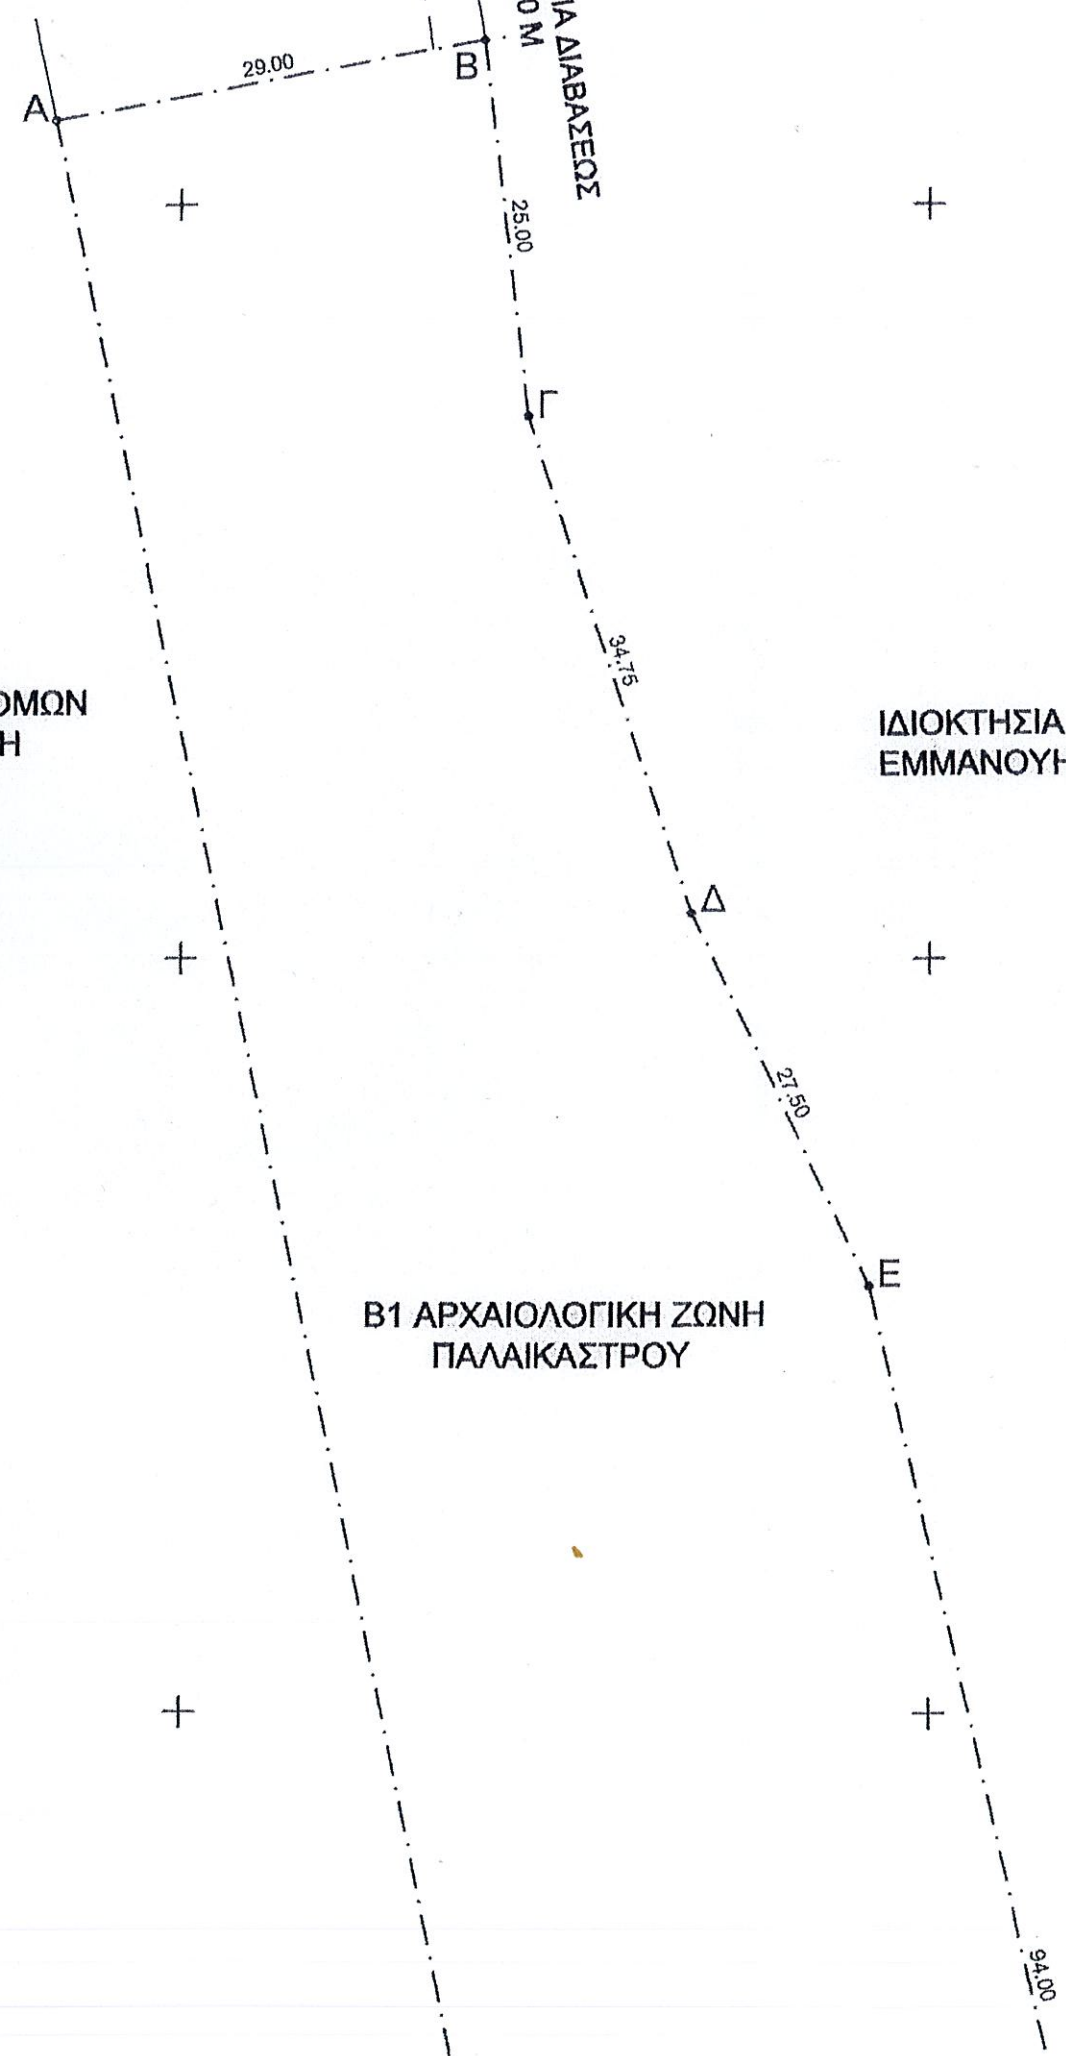 ΙΑ ΔΙΑΒΑΣΕΩΣ
0 Μ
29.00
Β
Α
25.00
Γ
34.75
ΟΜΩΝ
Η
ΙΔΙΟΚΤΗΣΙΑ
ΕΜΜΑΝΟΥΗ
Δ
27.50
Ε
Β1 ΑΡΧΑΙΟΛΟΓΙΚΗ ΖΩΝΗ
ΠΑΛΑΙΚΑΣΤΡΟΥ
94.00